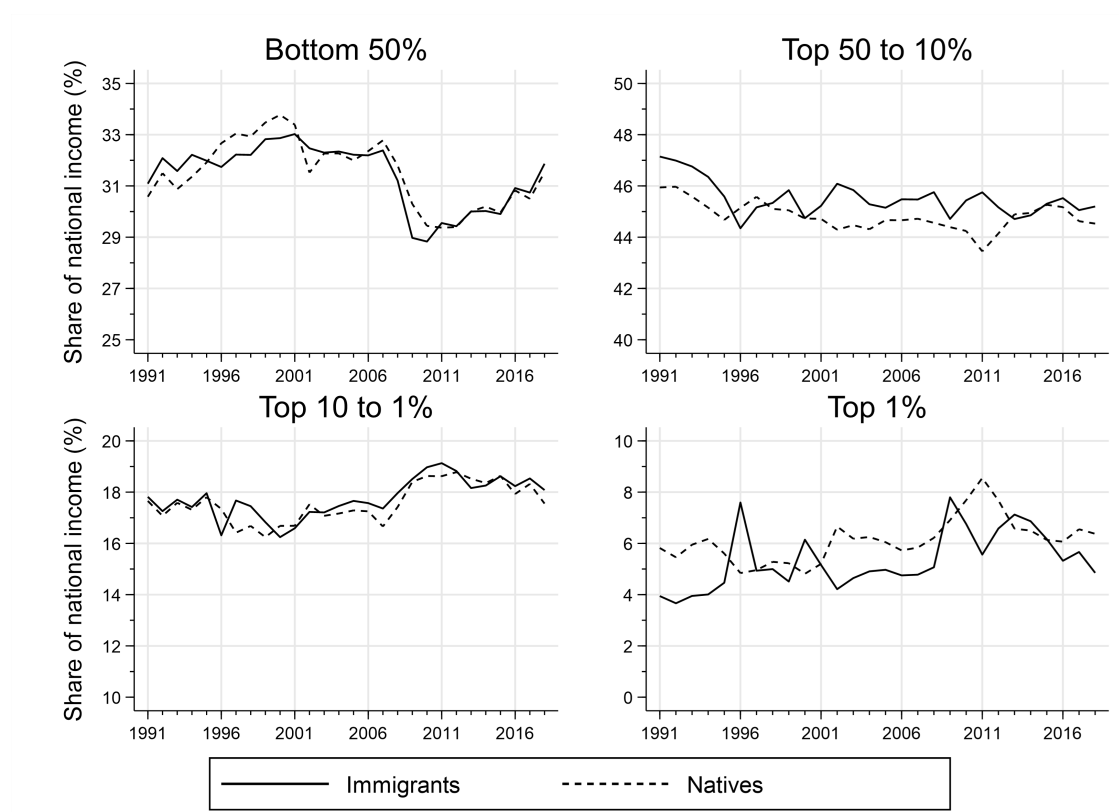 Bottom 50%
Share of national income (%)
35
33
31
29
27
25
1991 1996 2001 2006 2011 2016
Top 50 to 10%
50
48
46
44
42
40
1991 1996 2001 2006 2011 2016
Top 10 to 1%
Share of national income (%)
20
18
16
14
12
10
1991 1996 2001 2006 2011 2016
Top 1%
10
8
6
4
2
0
1991 1996 2001 2006 2011 2016
Immigrants Natives